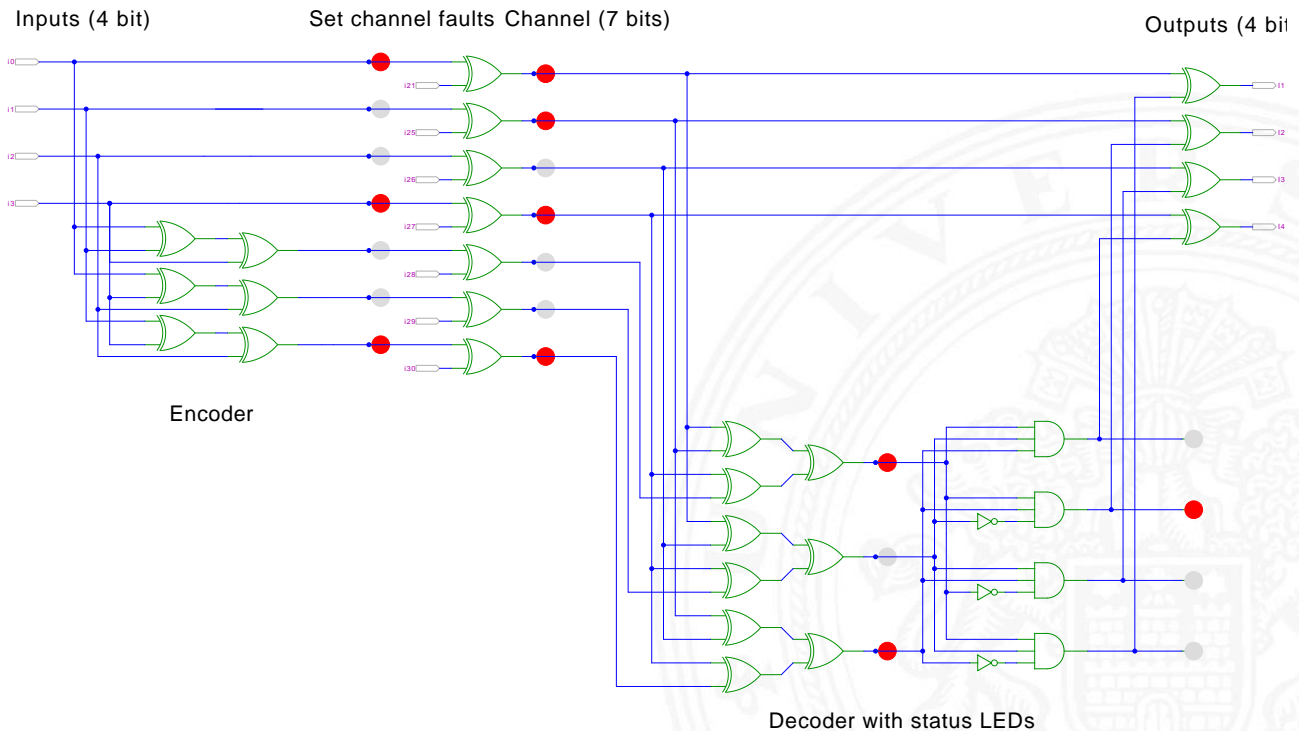 Inputs (4 bit)
Set channel faults
Channel (7 bits)
Outputs (4 bit
i0
i1
i2
i3
i21
i25
i26
i27
i28
i29
i30
l1
l2
l3
l4
Encoder
Decoder with status LEDs